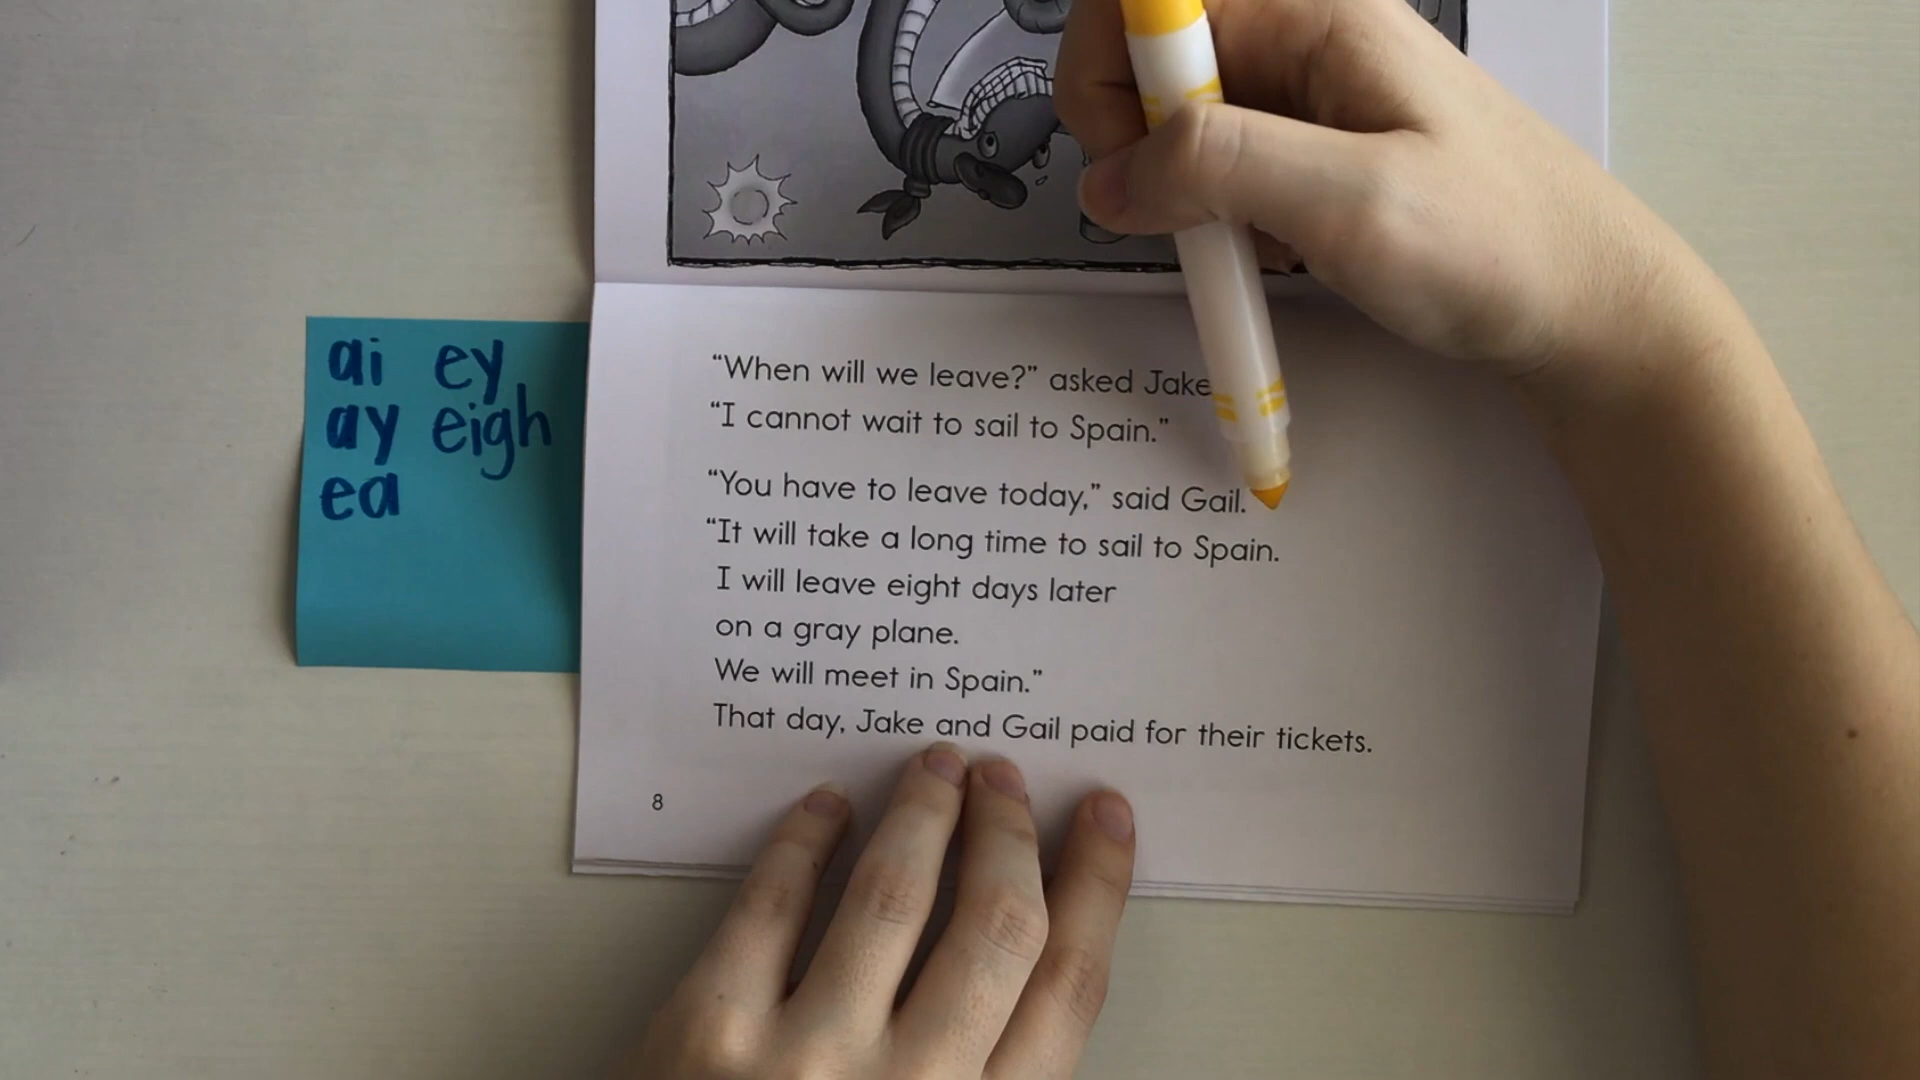 ai ey
ay eigh
ea
“When will we leave?” asked Jake
“I cannot wait to sail to Spain.”
“You have to leave today,” said Gail.
“It will take a long time to sail to Spain.
I will leave eight days later
on a gray plane.
We will meet in Spain.”
That day, Jake and Gail paid for their tickets.
8